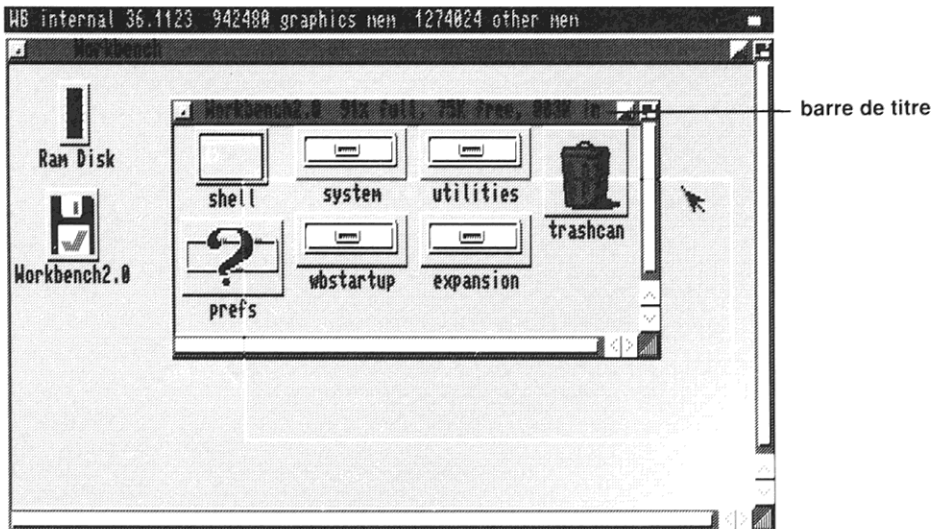 WB internal 36.1123 942480 graphics mem 1274024 other mem
Workbench
Workbench2.0 91% full, 75K free, 803K in
barre de titre
Ram Disk
shell
system
utilities
trashcan
Workbench2.0
prefs
wbstartup
expansion